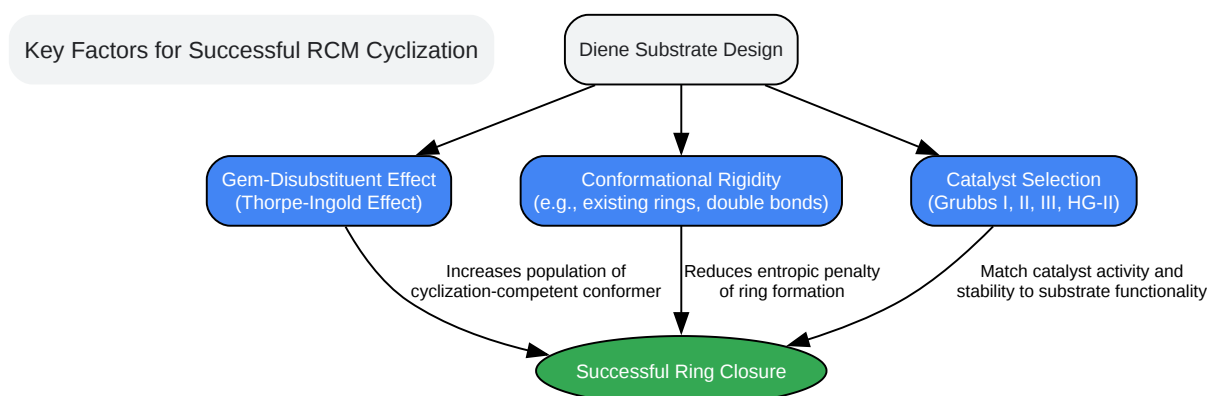 Key Factors for Successful RCM Cyclization
Diene Substrate Design
Gem-Disubstituent Effect
(Thorpe-Ingold Effect)
Conformational Rigidity
(e.g., existing rings, double bonds)
Catalyst Selection
(Grubbs I, II, III, HG-II)
Increases population of
cyclization-competent conformer
Reduces entropic penalty
of ring formation
Match catalyst activity and
stability to substrate functionality
Successful Ring Closure